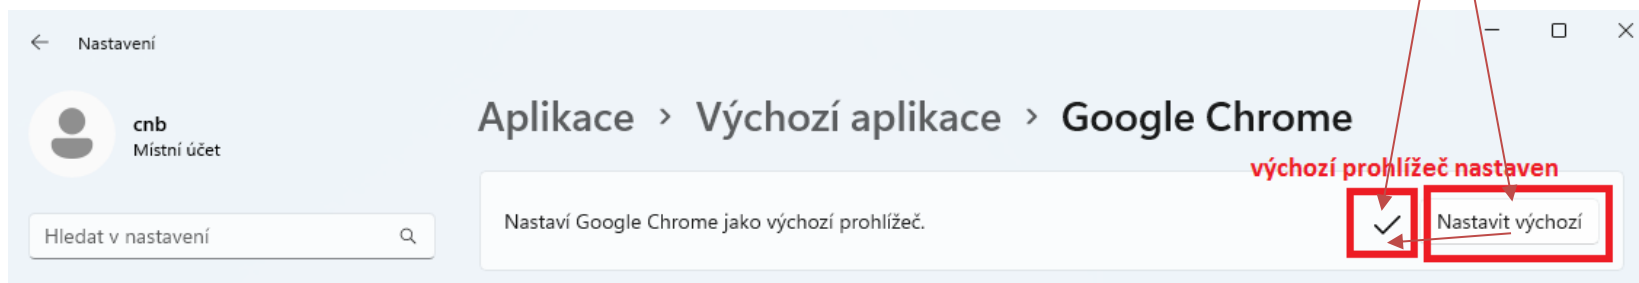 Nastavení
cnb
Místní účet
Hledat v nastavení
Aplikace > Výchozí aplikace > Google Chrome
výchozí prohlížeč nastaven
Nastaví Google Chrome jako výchozí prohlížeč.
Nastavit výchozí